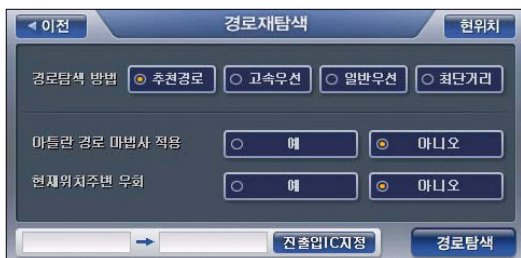 이전 경로재탐색 현위치
경로탐색 방법 추천경로 고속우선 일반우선 최단거리
아틀란 경로 마법사 적용 예 아니오
현재위치주변 우회 예 아니오
진출입IC지정 경로탐색